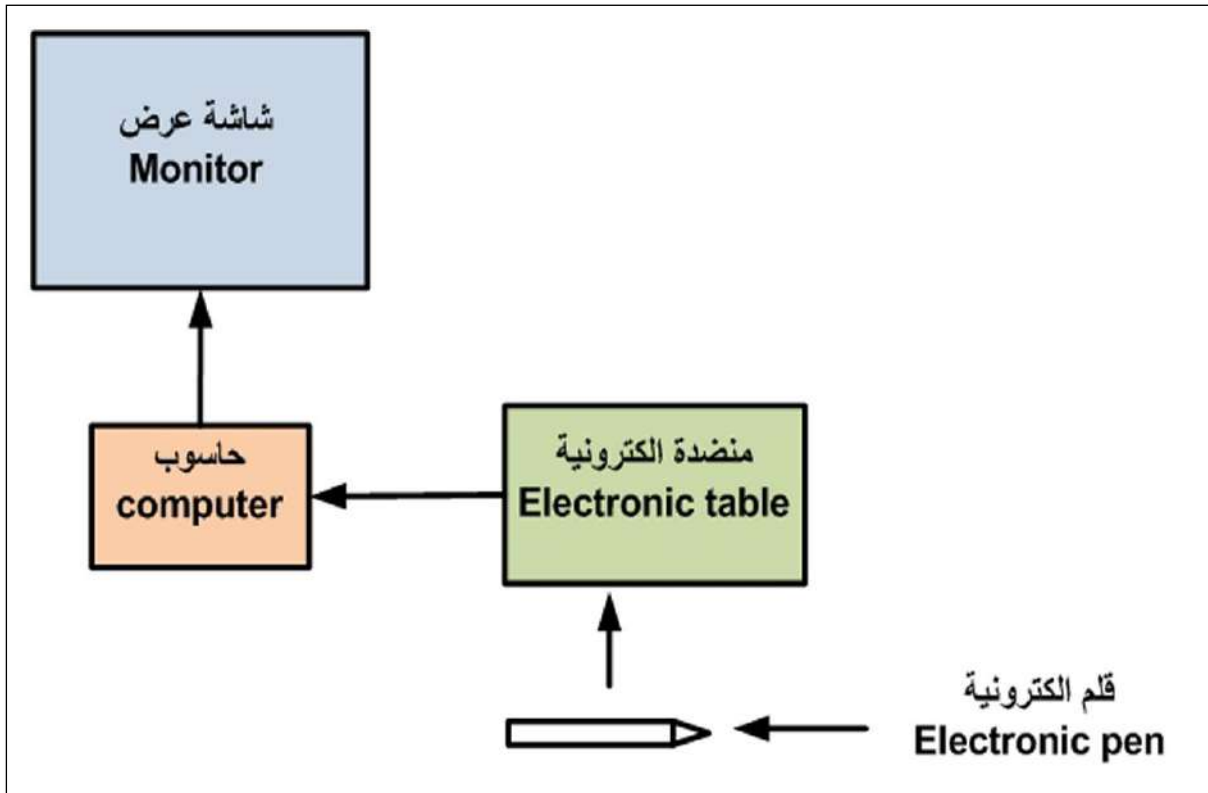 شاشة عرض
Monitor
حاسوب
computer
منضدة الكترونية
Electronic table
قلم الكترونية
Electronic pen